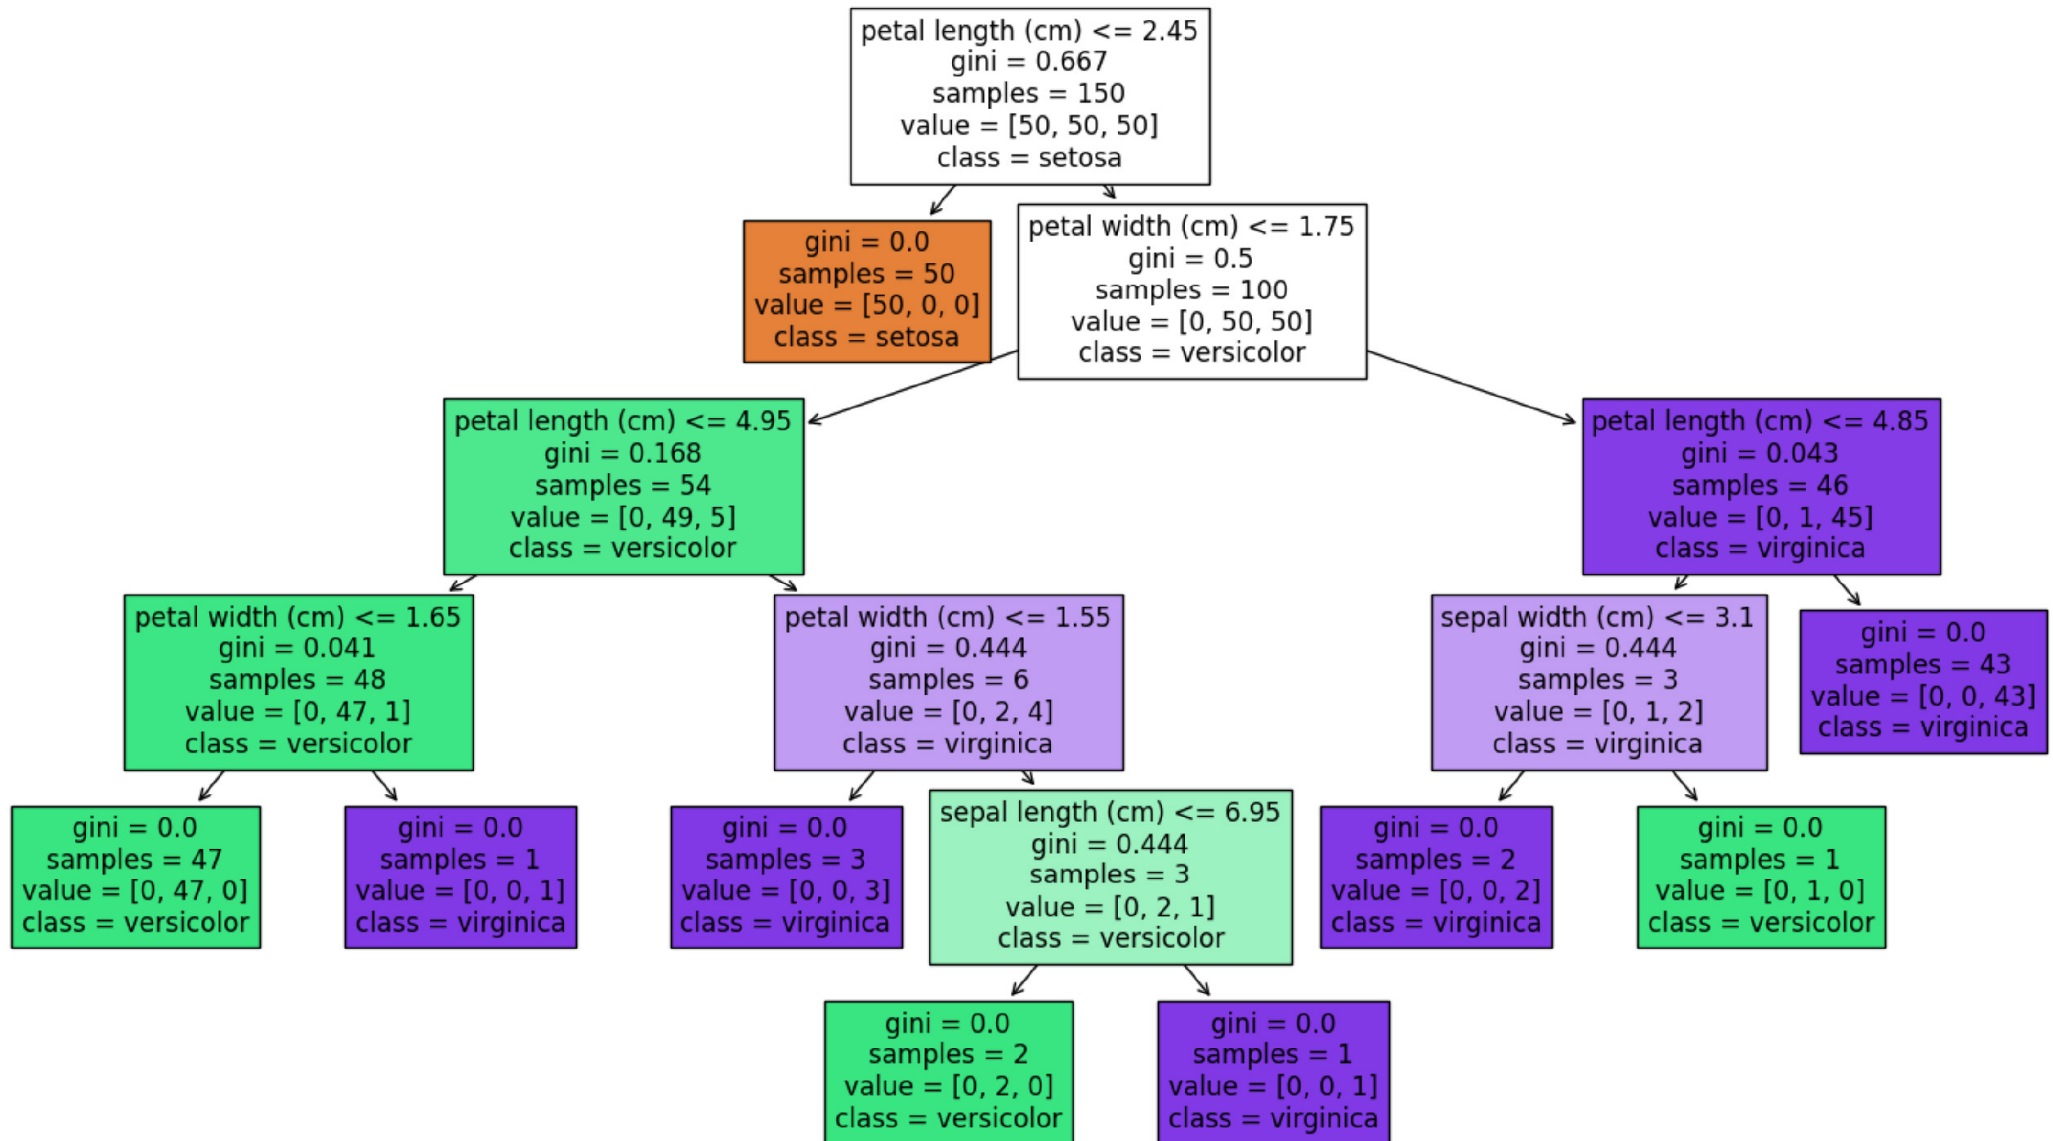 petal length (cm) <= 2.45
gini = 0.667
samples = 150
value = [50, 50, 50]
class = setosa
gini = 0.0
samples = 50
value = [50, 0, 0]
class = setosa
petal width (cm) <= 1.75
gini = 0.5
samples = 100
value = [0, 50, 50]
class = versicolor
petal length (cm) <= 4.95
gini = 0.168
samples = 54
value = [0, 49, 5]
class = versicolor
petal length (cm) <= 4.85
gini = 0.043
samples = 46
value = [0, 1, 45]
class = virginica
petal width (cm) <= 1.65
gini = 0.041
samples = 48
value = [0, 47, 1]
class = versicolor
petal width (cm) <= 1.55
gini = 0.444
samples = 6
value = [0, 2, 4]
class = virginica
sepal width (cm) <= 3.1
gini = 0.444
samples = 3
value = [0, 1, 2]
class = virginica
gini = 0.0
samples = 43
value = [0, 0, 43]
class = virginica
gini = 0.0
samples = 47
value = [0, 47, 0]
class = versicolor
gini = 0.0
samples = 1
value = [0, 0, 1]
class = virginica
gini = 0.0
samples = 3
value = [0, 0, 3]
class = virginica
sepal length (cm) <= 6.95
gini = 0.444
samples = 3
value = [0, 2, 1]
class = versicolor
gini = 0.0
samples = 2
value = [0, 0, 2]
class = virginica
gini = 0.0
samples = 1
value = [0, 1, 0]
class = versicolor
gini = 0.0
samples = 2
value = [0, 2, 0]
class = versicolor
gini = 0.0
samples = 1
value = [0, 0, 1]
class = virginica